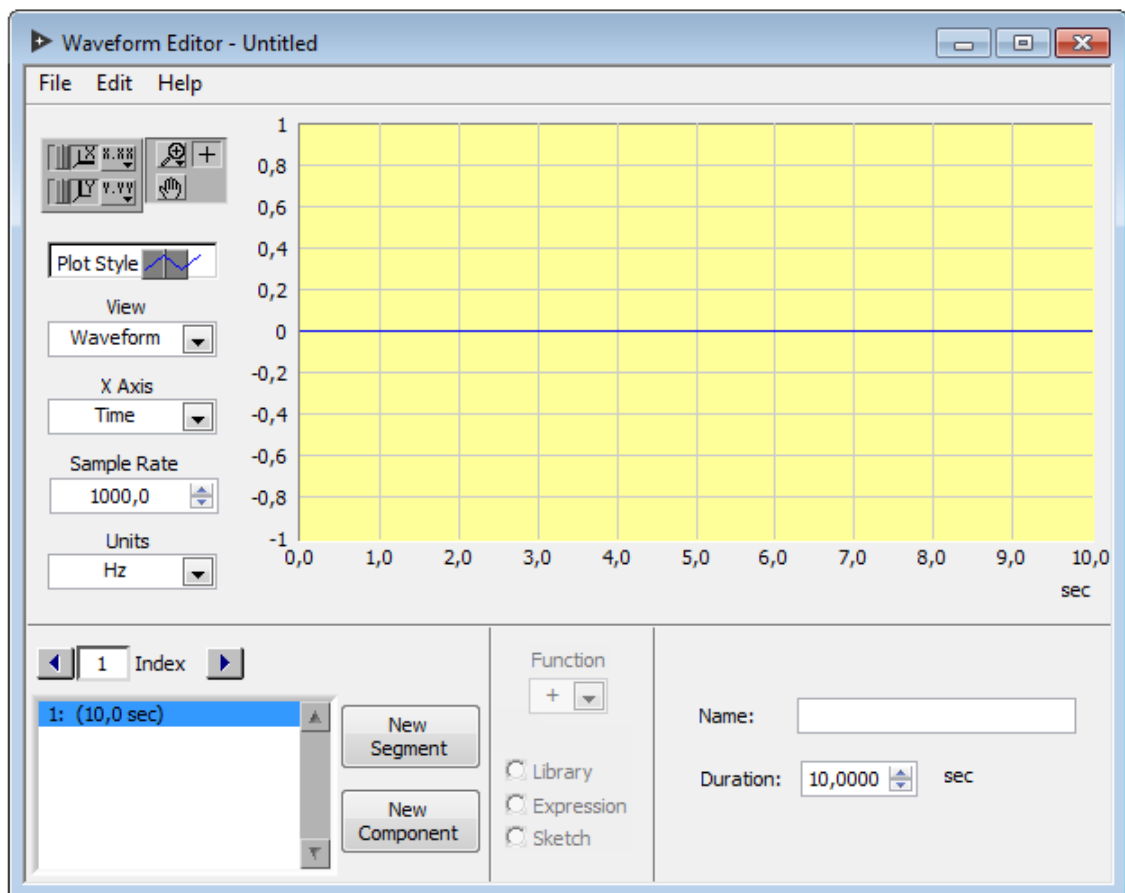 Waveform Editor - Untitled
File Edit Help
X X.XX
Y Y.YY
Plot Style
View
Waveform
X Axis
Time
Sample Rate
1000,0
Units
Hz
1
0,8
0,6
0,4
0,2
0
-0,2
-0,4
-0,6
-0,8
-1
0,0 1,0 2,0 3,0 4,0 5,0 6,0 7,0 8,0 9,0 10,0
sec
1 Index
1: (10,0 sec)
New
Segment
New
Component
Function
+
Library
Expression
Sketch
Name:
Duration: 10,0000 sec